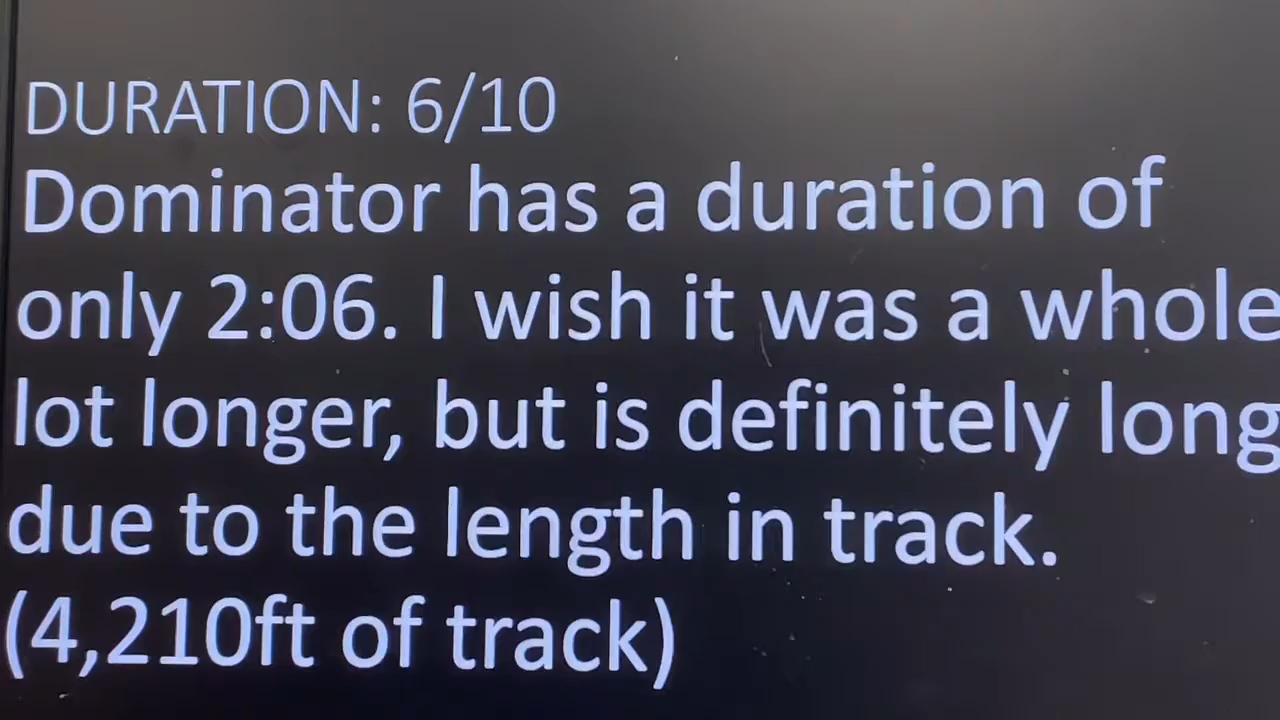 DURATION: 6/10
Dominator has a duration of
only 2:06. I wish it was a whole
lot longer, but is definitely long
due to the length in track.
(4,210ft of track)